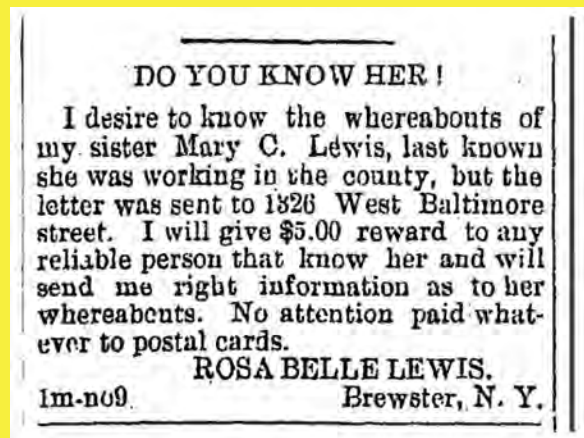 DO YOU KNOW HER!
I desire to know the whereabouts of
my sister Mary C. Lewis, last known
she was working in the county, but the
letter was sent to 1826 West Baltimore
street. I will give $5.00 reward to any
reliable person that know her and will
send me right information as to her
whereabouts. No attention paid what-
ever to postal cards.
ROSA BELLE LEWIS.
1m-no9 Brewster, N. Y.